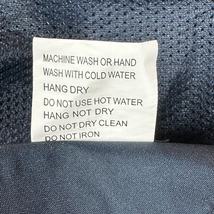 MACHINE WASH OR HAND
WASH WITH COLD WATER
HANG DRY
DO NOT USE HOT WATER
HANG NOT DRY
DO NOT DRY CLEAN
DO NOT IRON